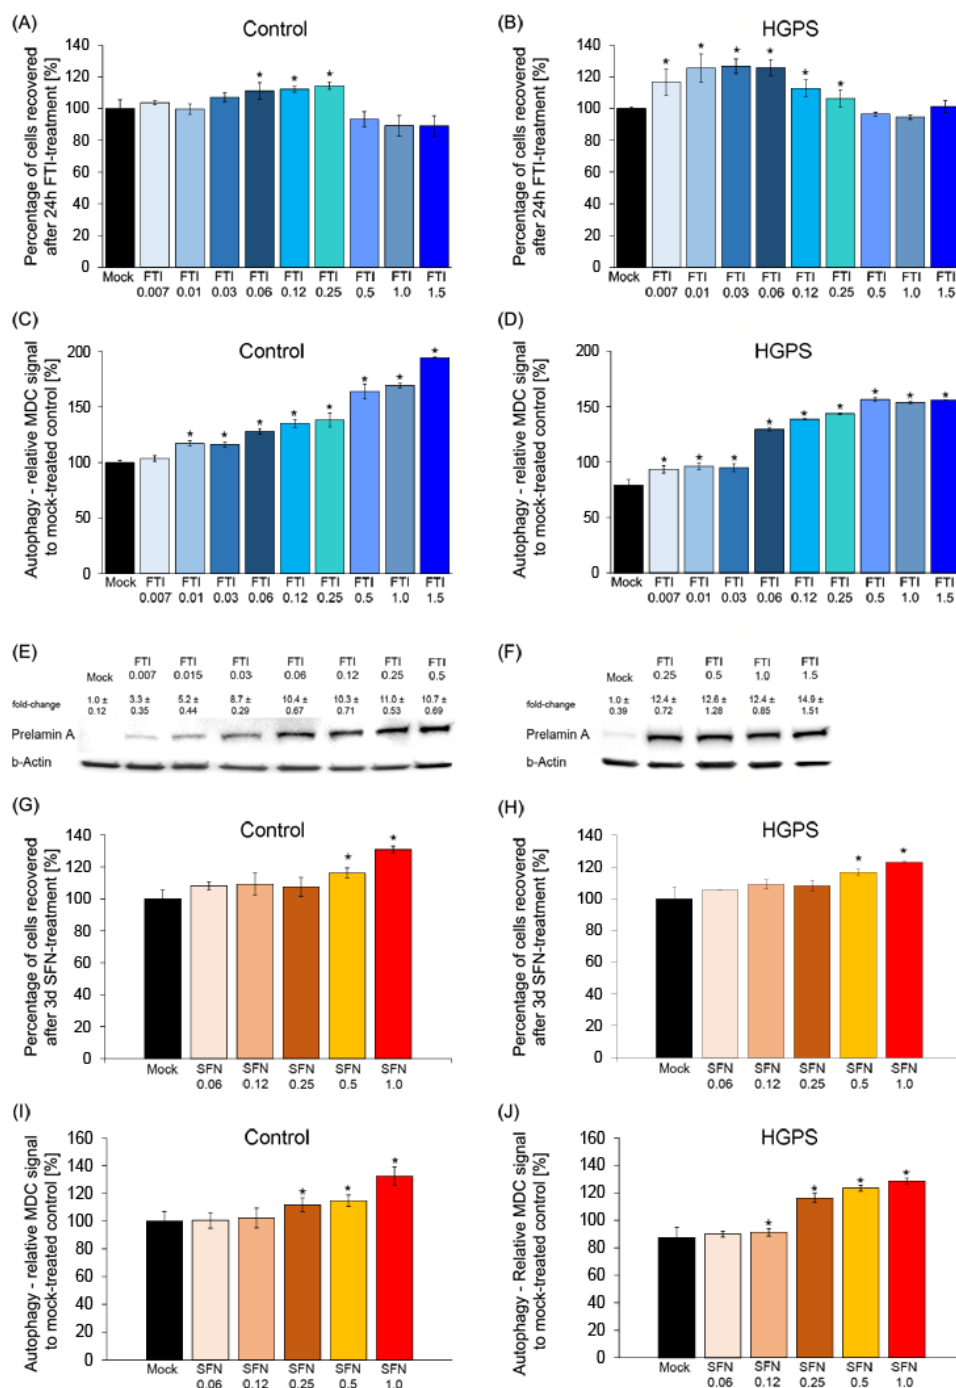 (A)
Control
Percentage of cells recovered
after 24h FTI-treatment [%]
140
120
100
80
60
40
20
0
* * *
Mock FTI FTI FTI FTI FTI FTI FTI FTI FTI
0.007 0.01 0.03 0.06 0.12 0.25 0.5 1.0 1.5
(B)
HGPS
Percentage of cells recovered
after 24h FTI-treatment [%]
140
120
100
80
60
40
20
0
* * * * * *
Mock FTI FTI FTI FTI FTI FTI FTI FTI FTI
0.007 0.01 0.03 0.06 0.12 0.25 0.5 1.0 1.5
(C)
Control
Autophagy - relative MDC signal
to mock-treated control [%]
200
150
100
50
0
* * * * * * * *
Mock FTI FTI FTI FTI FTI FTI FTI FTI FTI
0.007 0.01 0.03 0.06 0.12 0.25 0.5 1.0 1.5
(D)
HGPS
Autophagy - relative MDC signal
to mock-treated control [%]
200
150
100
50
0
* * * * * * * * *
Mock FTI FTI FTI FTI FTI FTI FTI FTI FTI
0.007 0.01 0.03 0.06 0.12 0.25 0.5 1.0 1.5
(E)
Mock FTI FTI FTI FTI FTI FTI FTI
0.007 0.015 0.03 0.06 0.12 0.25 0.5
fold-change 1.0 ± 3.3 ± 5.2 ± 8.7 ± 10.4 ± 10.3 ± 11.0 ± 10.7 ±
0.12 0.35 0.44 0.29 0.67 0.71 0.53 0.69
Prelamin A
b-Actin
(F)
Mock FTI FTI FTI FTI
0.25 0.5 1.0 1.5
fold-change 1.0 ± 12.4 ± 12.6 ± 12.4 ± 14.9 ±
0.39 0.72 1.28 0.85 1.51
Prelamin A
b-Actin
(G)
Control
Percentage of cells recovered
after 3d SFN-treatment [%]
140
120
100
80
60
40
20
0
* *
Mock SFN SFN SFN SFN SFN
0.06 0.12 0.25 0.5 1.0
(H)
HGPS
Percentage of cells recovered
after 3d SFN-treatment [%]
140
120
100
80
60
40
20
0
* *
Mock SFN SFN SFN SFN SFN
0.06 0.12 0.25 0.5 1.0
(I)
Control
Autophagy - relative MDC signal
to mock-treated control [%]
160
140
120
100
80
60
40
20
0
* * *
Mock SFN SFN SFN SFN SFN
0.06 0.12 0.25 0.5 1.0
(J)
HGPS
Autophagy - Relative MDC signal
to mock-treated control [%]
160
140
120
100
80
60
40
20
0
* * * *
Mock SFN SFN SFN SFN SFN
0.06 0.12 0.25 0.5 1.0